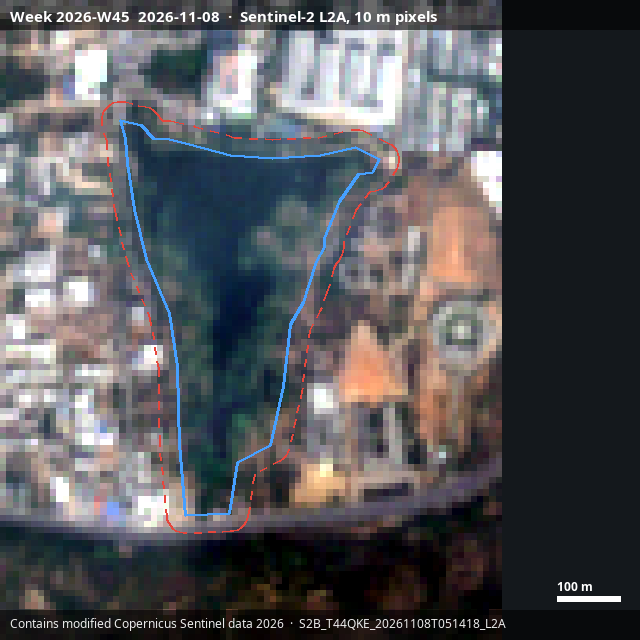 Week 2026-W45 2026-11-08 · Sentinel-2 L2A, 10 m pixels
100 m
Contains modified Copernicus Sentinel data 2026 · S2B_T44QKE_20261108T051418_L2A